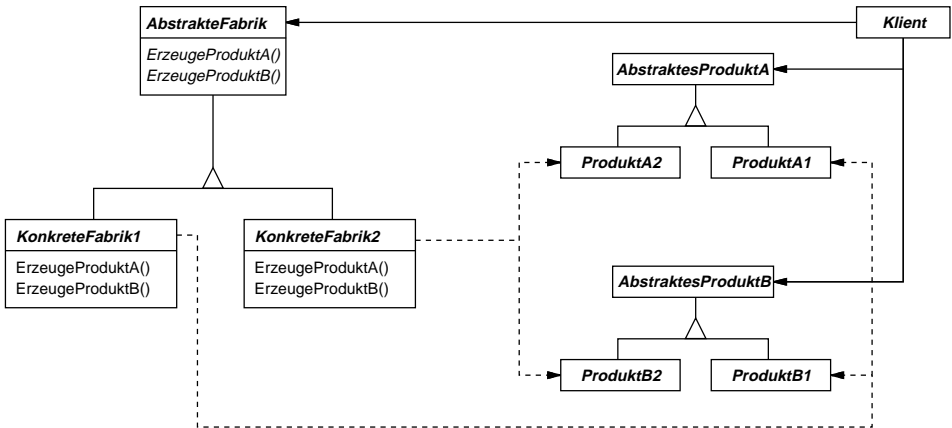 AbstrakteFabrik
ErzeugeProduktA()
ErzeugeProduktB()
Klient
AbstraktesProduktA
ProduktA2
ProduktA1
KonkreteFabrik1
ErzeugeProduktA()
ErzeugeProduktB()
KonkreteFabrik2
ErzeugeProduktA()
ErzeugeProduktB()
AbstraktesProduktB
ProduktB2
ProduktB1